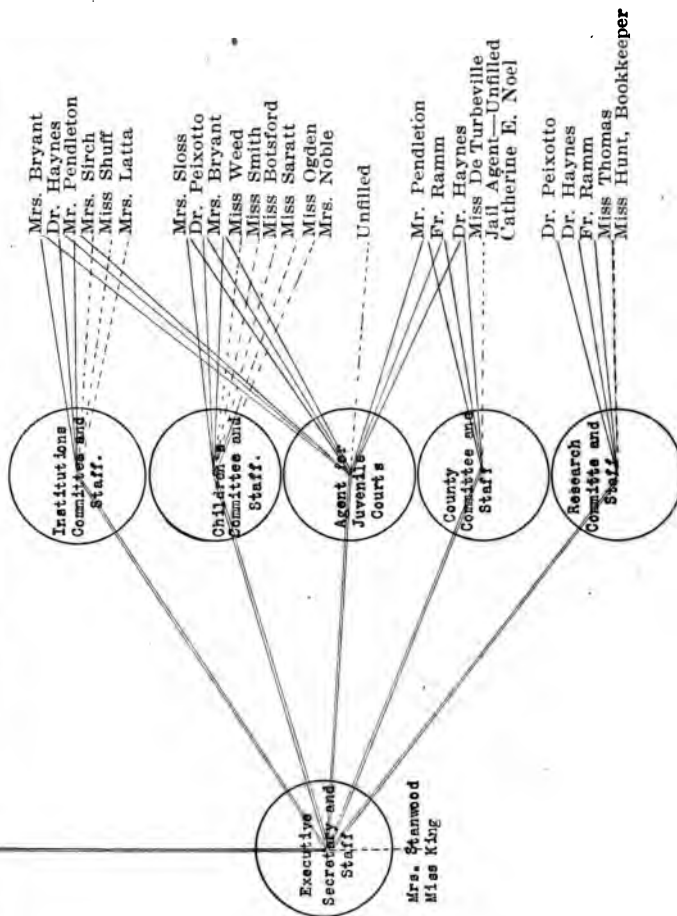 Executive
Secretary and
Staff
Mrs. Stanwood
Miss King
Institutions
Committee and
Staff.
Mrs. Bryant
Dr. Haynes
Mr. Pendleton
Mrs. Sirch
Miss Shuff
Mrs. Latta
Children's
Committee and
Staff.
Mrs. Sloss
Dr. Peixotto
Mrs. Bryant
Miss Weed
Miss Smith
Miss Botsford
Miss Saratt
Miss Ogden
Mrs. Noble
Agent for
Juvenile
Courts
Unfilled
County
Committee and
Staff
Mr. Pendleton
Fr. Ramm
Dr. Haynes
Miss De Turbeville
Jail Agent—Unfilled
Catherine E. Noel
Research
Committe and
Staff.
Dr. Peixotto
Dr. Haynes
Fr. Ramm
Miss Thomas
Miss Hunt, Bookkeeper